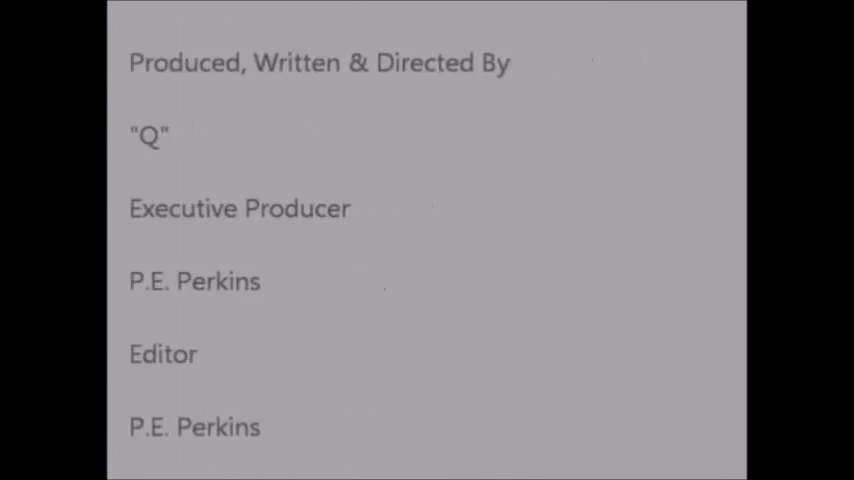 Produced, Written & Directed By
"Q"
Executive Producer
P.E. Perkins
Editor
P.E. Perkins